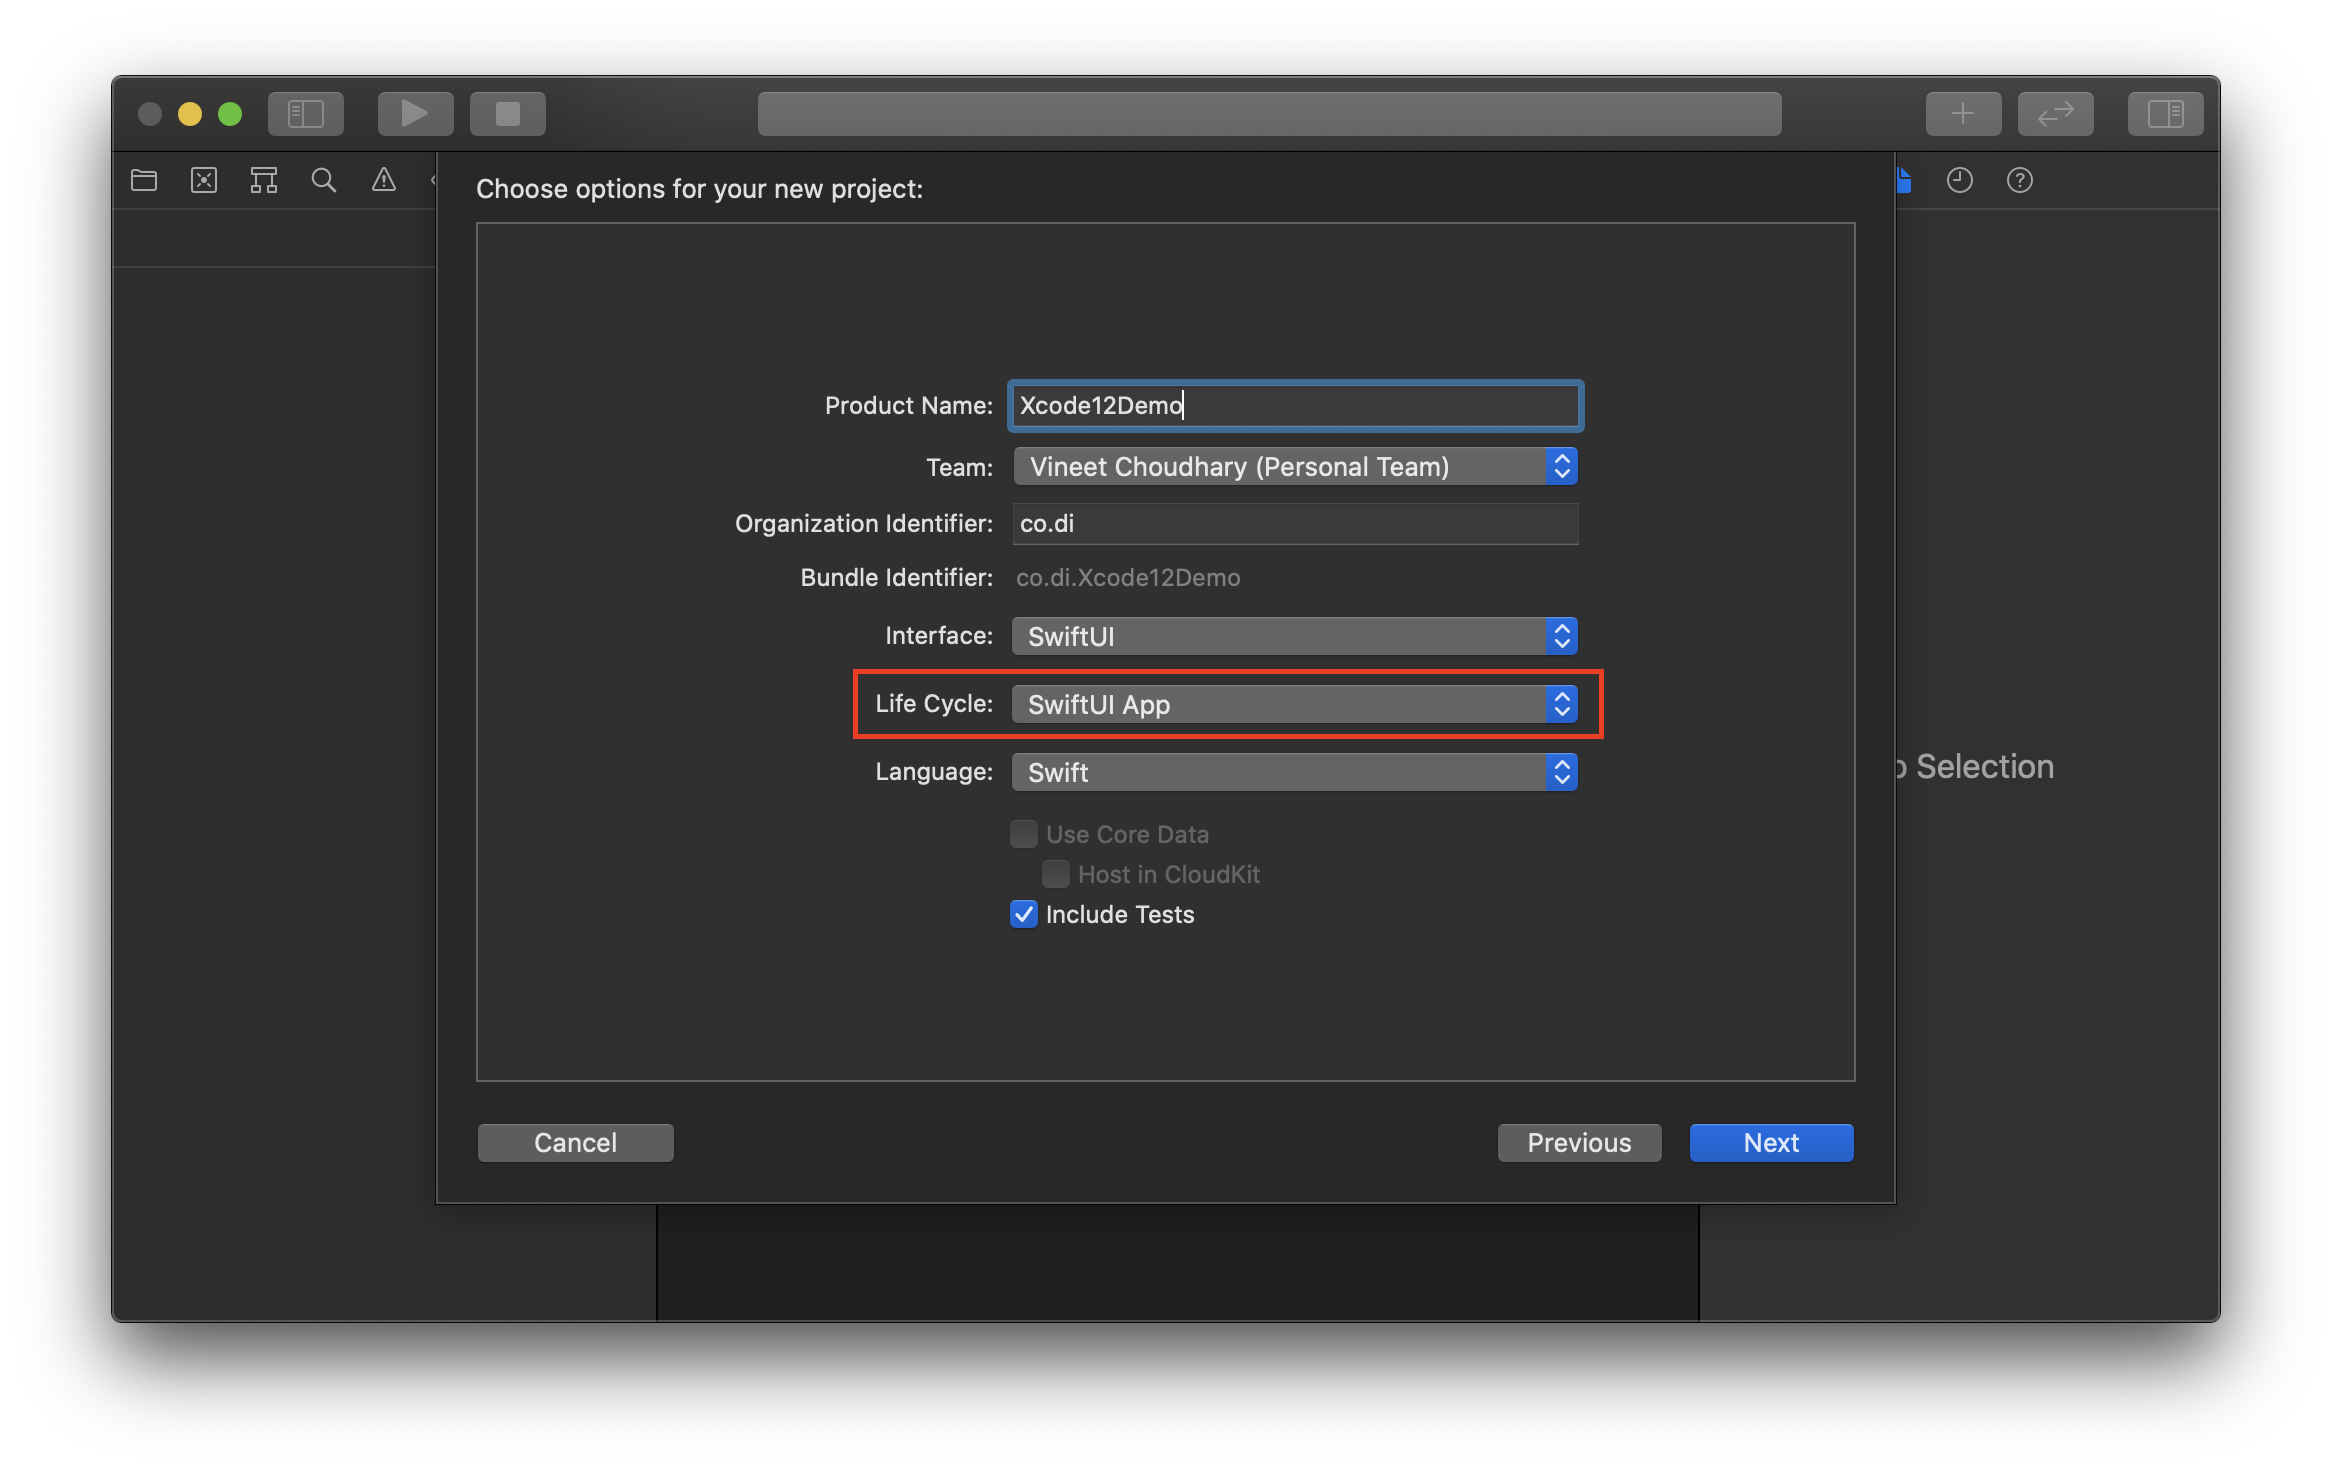 Choose options for your new project:
Product Name: Xcode12Demo
Team: Vineet Choudhary (Personal Team)
Organization Identifier: co.di
Bundle Identifier: co.di.Xcode12Demo
Interface: SwiftUI
Life Cycle: SwiftUI App
Selection
Language: Swift
Use Core Data
Host in CloudKit
Include Tests
Cancel
Previous
Next